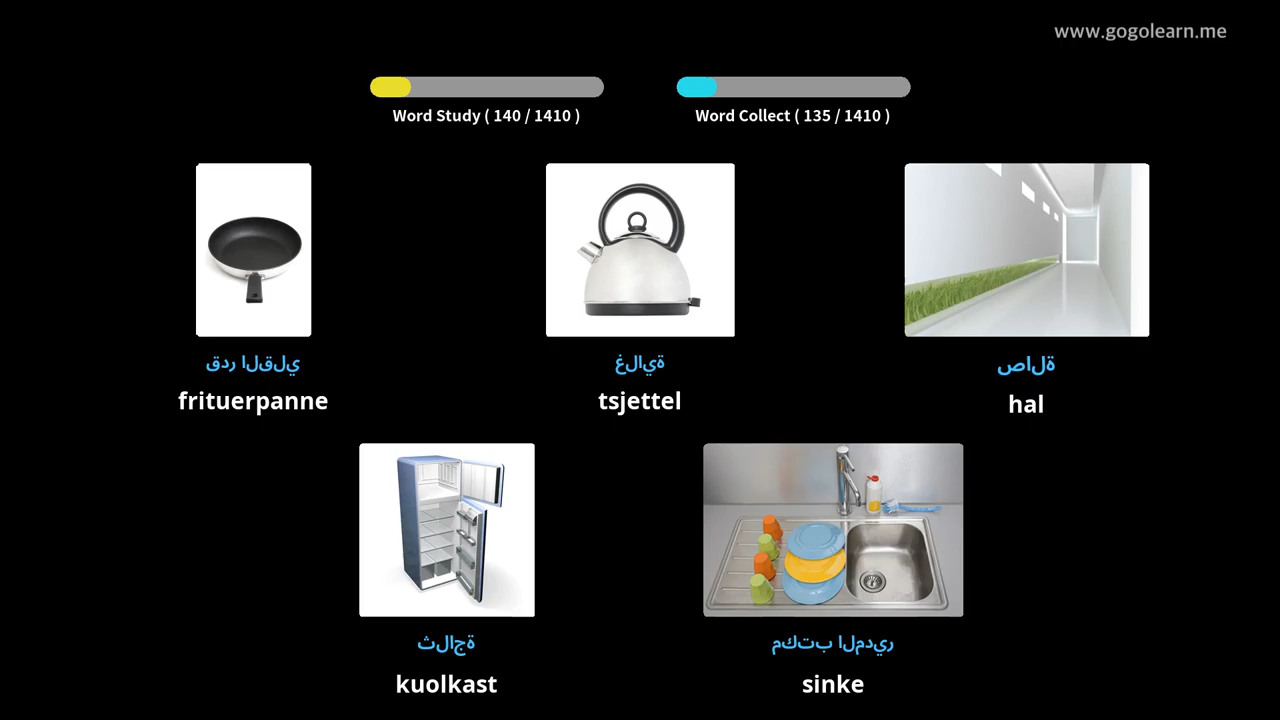 www.gogolearn.me
Word Study ( 140 / 1410 )
Word Collect ( 135 / 1410 )
قدر القلي
غلاية
صالة
frituerpanne
tsjettel
hal
ثلاجة
مكتب المدير
kuolkast
sinke